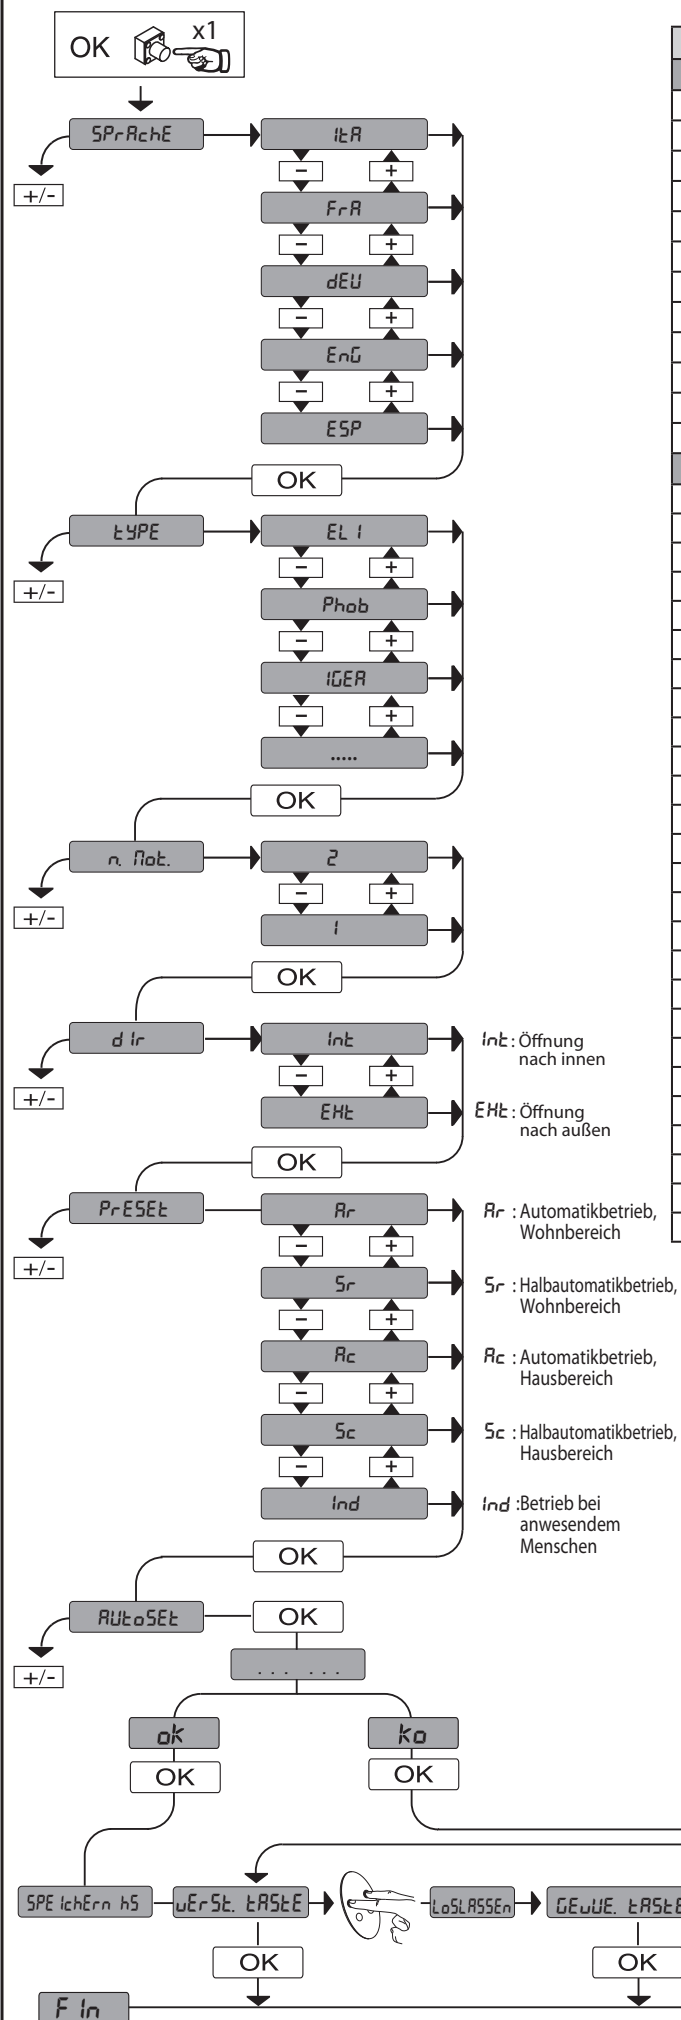 OK x1
SPrAchE
ItA
+/-
- +
FrA
- +
dEU
- +
EnG
- +
ESP
OK
tYPE
EL I
+/-
- +
Phob
- +
IGEA
- +
.....
OK
n. Mot.
2
+/-
- +
1
OK
dIr
Int
Int: Öffnung
nach innen
+/-
- +
EHt
EHt: Öffnung
nach außen
OK
PrESEt
Ar
Ar : Automatikbetrieb,
Wohnbereich
+/-
- +
Sr
Sr : Halbautomatikbetrieb,
Wohnbereich
- +
Ac
Ac : Automatikbetrieb,
Hausbereich
- +
Sc
Sc : Halbautomatikbetrieb,
Hausbereich
- +
Ind
Ind :Betrieb bei
anwesendem
Menschen
OK
AUtoSEt
OK
+/-
... ...
ok
ko
OK
OK
SPEIchErn hS
uErSt. tAStE
LoSLASSEn
GEwUE. tAStE
OK
OK
FIn